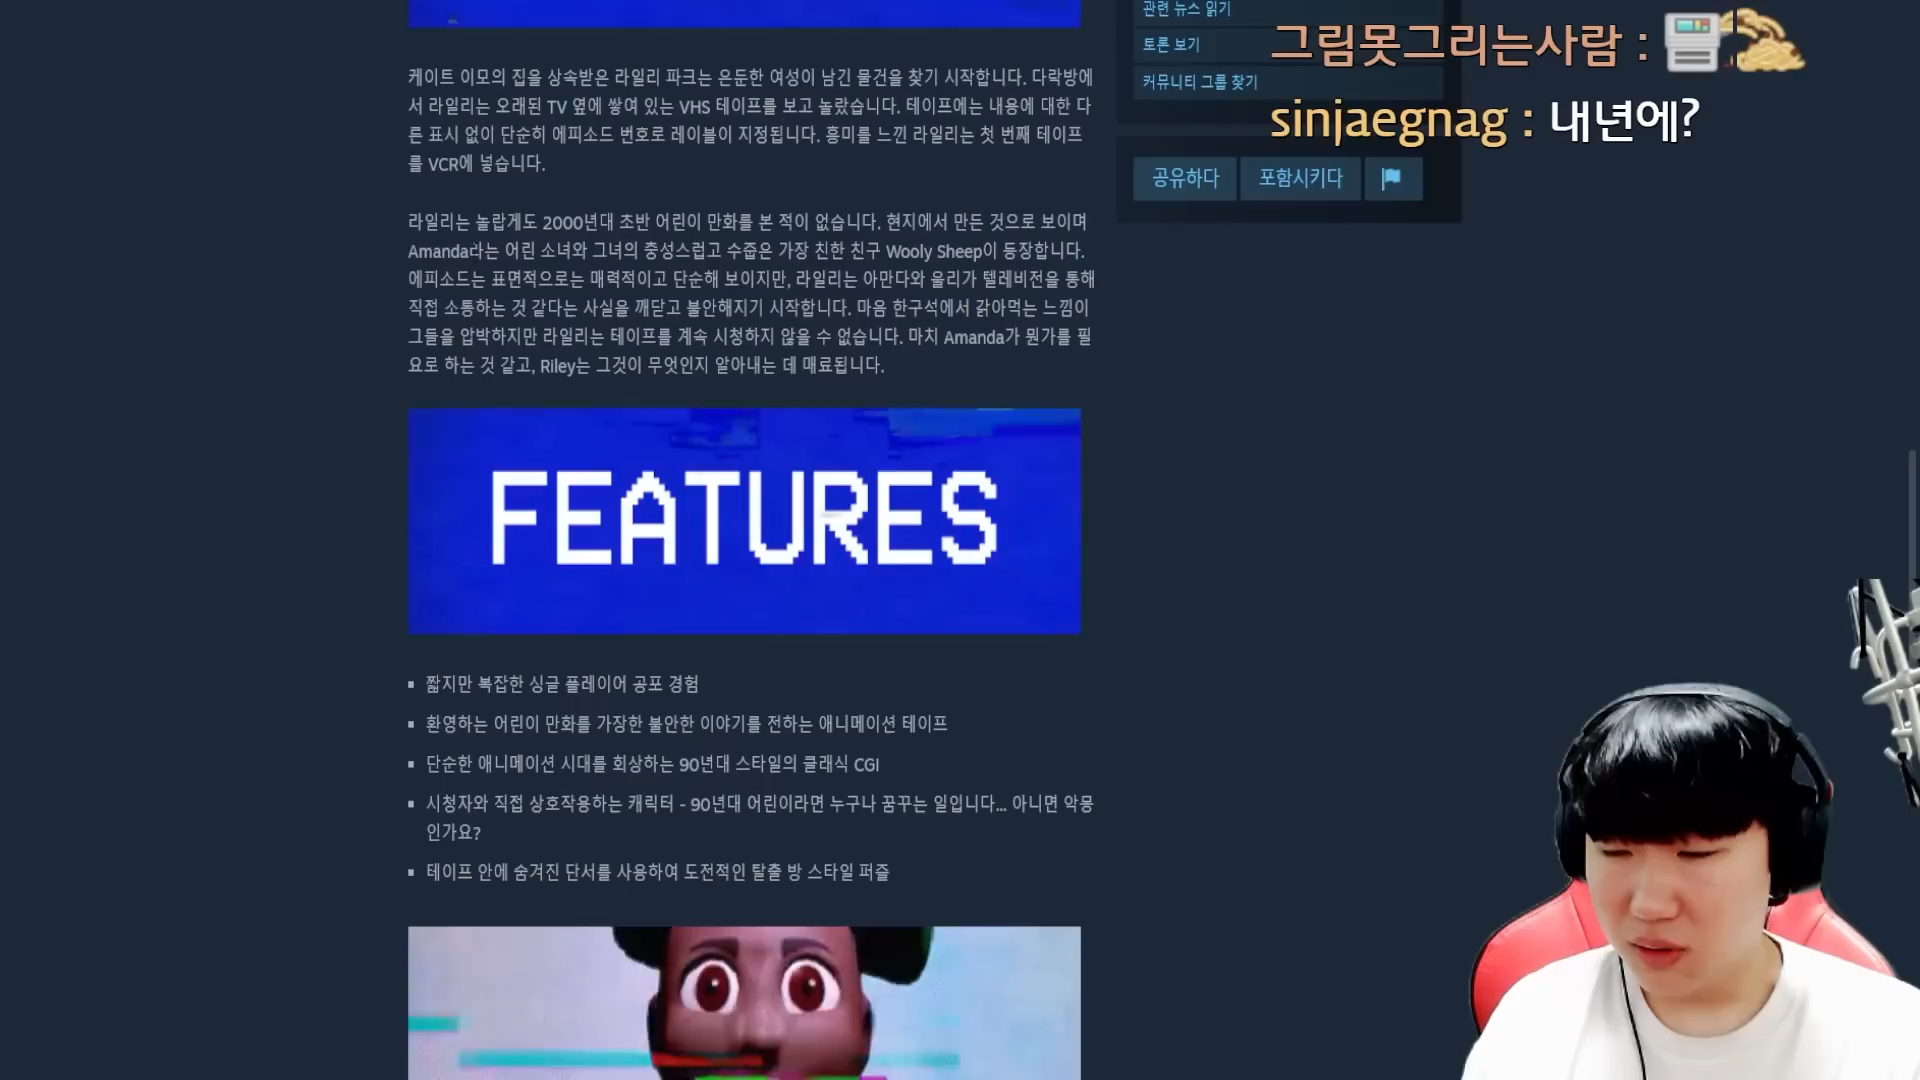 케이트 이모의 집을 상속받은 라일리 파크는 은둔한 여성이 남긴 물건을 찾기 시작합니다. 다락방에
서 라일리는 오래된 TV 옆에 쌓여 있는 VHS 테이프를 보고 놀랐습니다. 테이프에는 내용에 대한 다
른 표시 없이 단순히 에피소드 번호로 레이블이 지정됩니다. 흥미를 느낀 라일리는 첫 번째 테이프
를 VCR에 넣습니다.
라일리는 놀랍게도 2000년대 초반 어린이 만화를 본 적이 없습니다. 현지에서 만든 것으로 보이며
Amanda라는 어린 소녀와 그녀의 충성스럽고 수줍은 가장 친한 친구 Wooly Sheep이 등장합니다.
에피소드는 표면적으로는 매력적이고 단순해 보이지만, 라일리는 아만다와 울리가 텔레비전을 통해
직접 소통하는 것 같다는 사실을 깨닫고 불안해지기 시작합니다. 마음 한구석에서 갉아먹는 느낌이
그들을 압박하지만 라일리는 테이프를 계속 시청하지 않을 수 없습니다. 마치 Amanda가 뭔가를 필
요로 하는 것 같고, Riley는 그것이 무엇인지 알아내는 데 매료됩니다.
FEATURES
▪ 짧지만 복잡한 싱글 플레이어 공포 경험
▪ 환영하는 어린이 만화를 가장한 불안한 이야기를 전하는 애니메이션 테이프
▪ 단순한 애니메이션 시대를 회상하는 90년대 스타일의 클래식 CGI
▪ 시청자와 직접 상호작용하는 캐릭터 - 90년대 어린이라면 누구나 꿈꾸는 일입니다... 아니면 악몽
인가요?
▪ 테이프 안에 숨겨진 단서를 사용하여 도전적인 탈출 방 스타일 퍼즐
관련 뉴스 읽기
토론 보기
커뮤니티 그룹 찾기
공유하다
포함시키다
그림못그리는사람 :
sinjaegnag : 내년에?